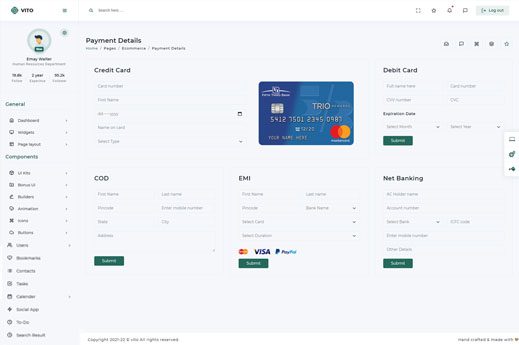 VITO
Search here ...
Log out
Emay Walter
Human Resources Department
19.8k
2 year
95.2k
Follow
Experince
Follower
General
Dashboard
Widgets
Page layout
Components
UI Kits
Bonus UI
Builders
Animation
Icons
Buttons
Users
Bookmarks
Contacts
Tasks
Calender
Social App
To-Do
Search Result
Payment Details
Home / Pages / Ecommerce / Payment Details
Credit Card
Card number
First Name
Name on card
Select Type
TRIO
5412 7501 2345 0987
12/20
YOUR NAME HERE
mastercard
Debit Card
Full name here
Card number
CVV number
CVC
Expiration Date
Select Month
Select Year
Submit
COD
First Name
Last name
Pincode
Enter mobile number
State
City
Address
Submit
EMI
First Name
Last name
Pincode
Bank Name
Select Card
Select Duration
VISA
PayPal
Submit
Net Banking
AC Holder name
Account number
Select Bank
ICFC code
Enter mobile number
Other Details
Submit
Copyright 2021-22 © vito All rights reserved.
Hand crafted & made with